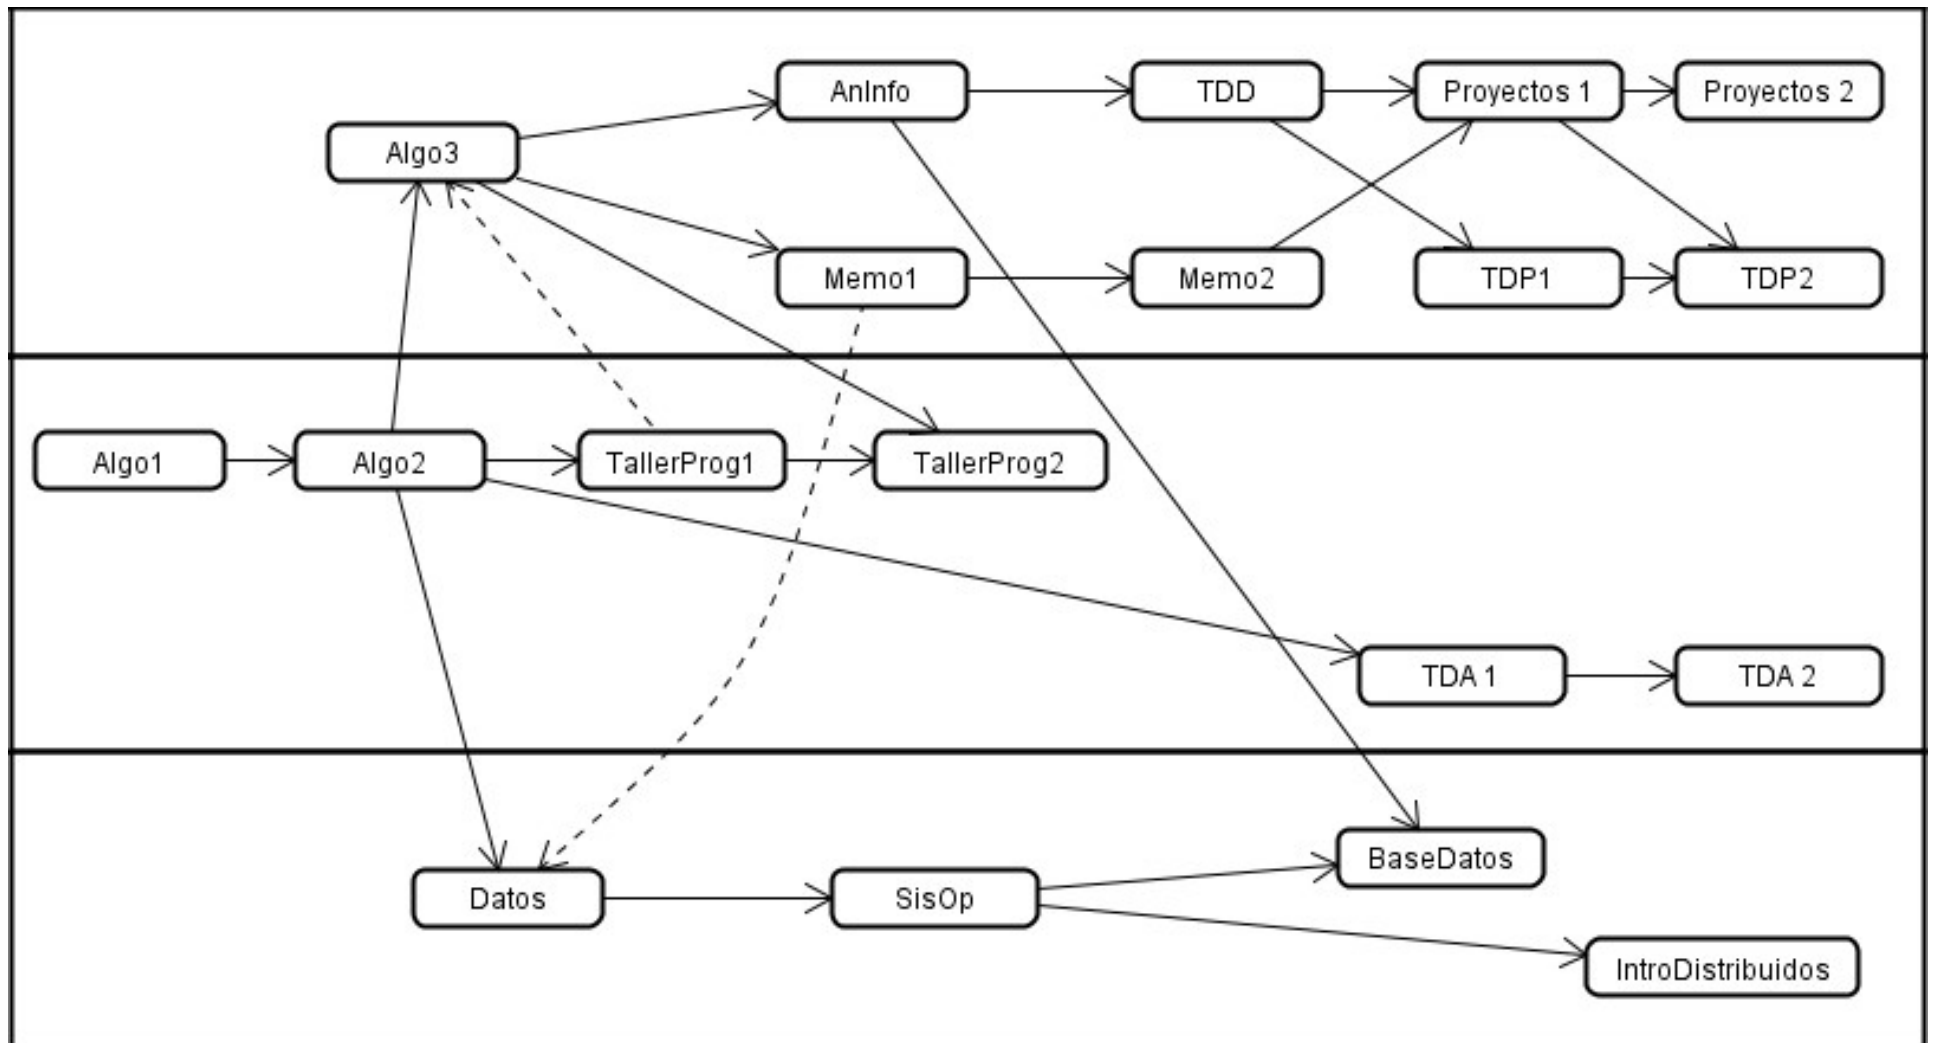 AnInfo
TDD
Proyectos 1
Proyectos 2
Algo3
Memo1
Memo2
TDP1
TDP2
Algo1
Algo2
TallerProg1
TallerProg2
TDA 1
TDA 2
BaseDatos
Datos
SisOp
IntroDistribuidos